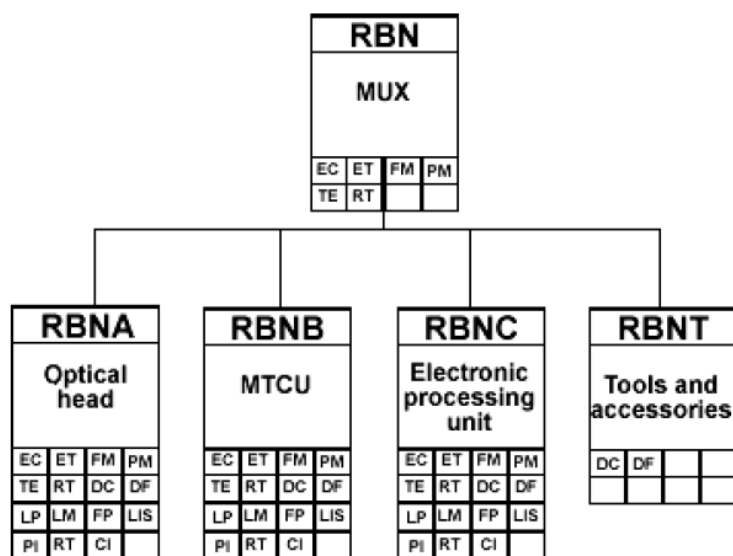 RBN
MUX
EC ET FM PM
TE RT
RBNA
Optical
head
EC ET FM PM
TE RT DC DF
LP LM FP LIS
PI RT CI
RBNB
MTCU
EC ET FM PM
TE RT DC DF
LP LM FP LIS
PI RT CI
RBNC
Electronic
processing
unit
EC ET FM PM
TE RT DC DF
LP LM FP LIS
PI RT CI
RBNT
Tools and
accessories
DC DF